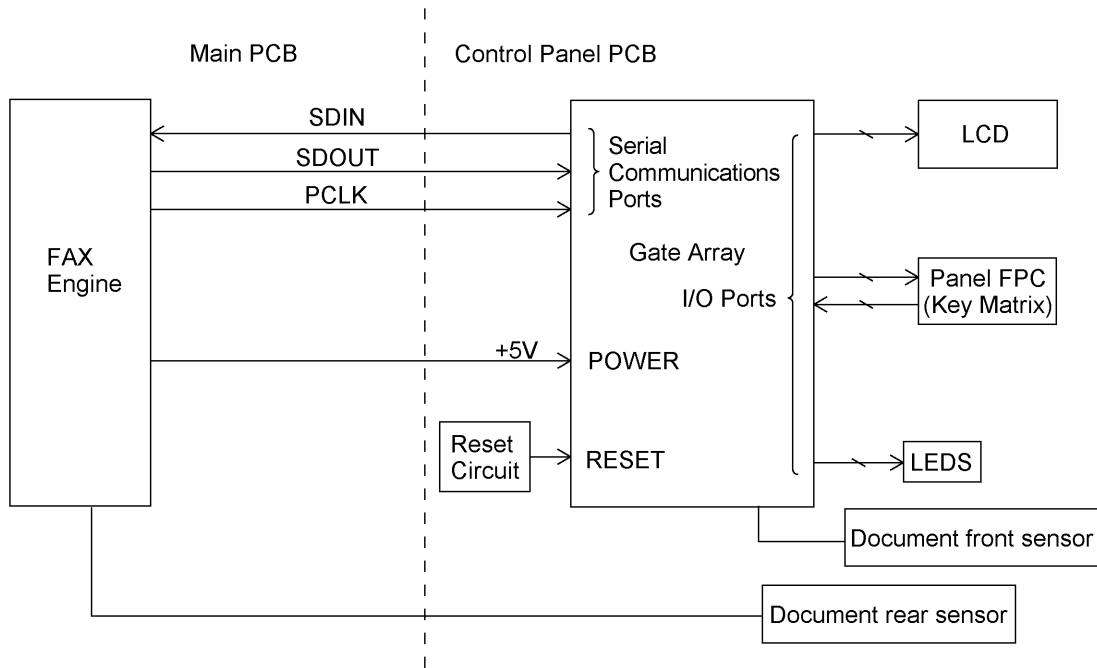 Main PCB
Control Panel PCB
SDIN
SDOUT
PCLK
Serial
Communications
Ports
LCD
FAX
Engine
Gate Array
I/O Ports
Panel FPC
(Key Matrix)
+5V
POWER
Reset
Circuit
RESET
LEDS
Document front sensor
Document rear sensor